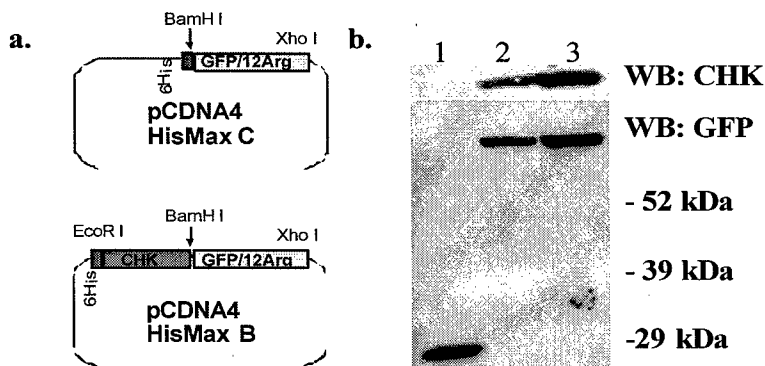 a.
BamH I
Xho I
6His
GFP/12Arg
pCDNA4
HisMax C
EcoR I
BamH I
Xho I
6His
CHK
GFP/12Arg
pCDNA4
HisMax B
b.
1 2 3
WB: CHK
WB: GFP
- 52 kDa
- 39 kDa
-29 kDa